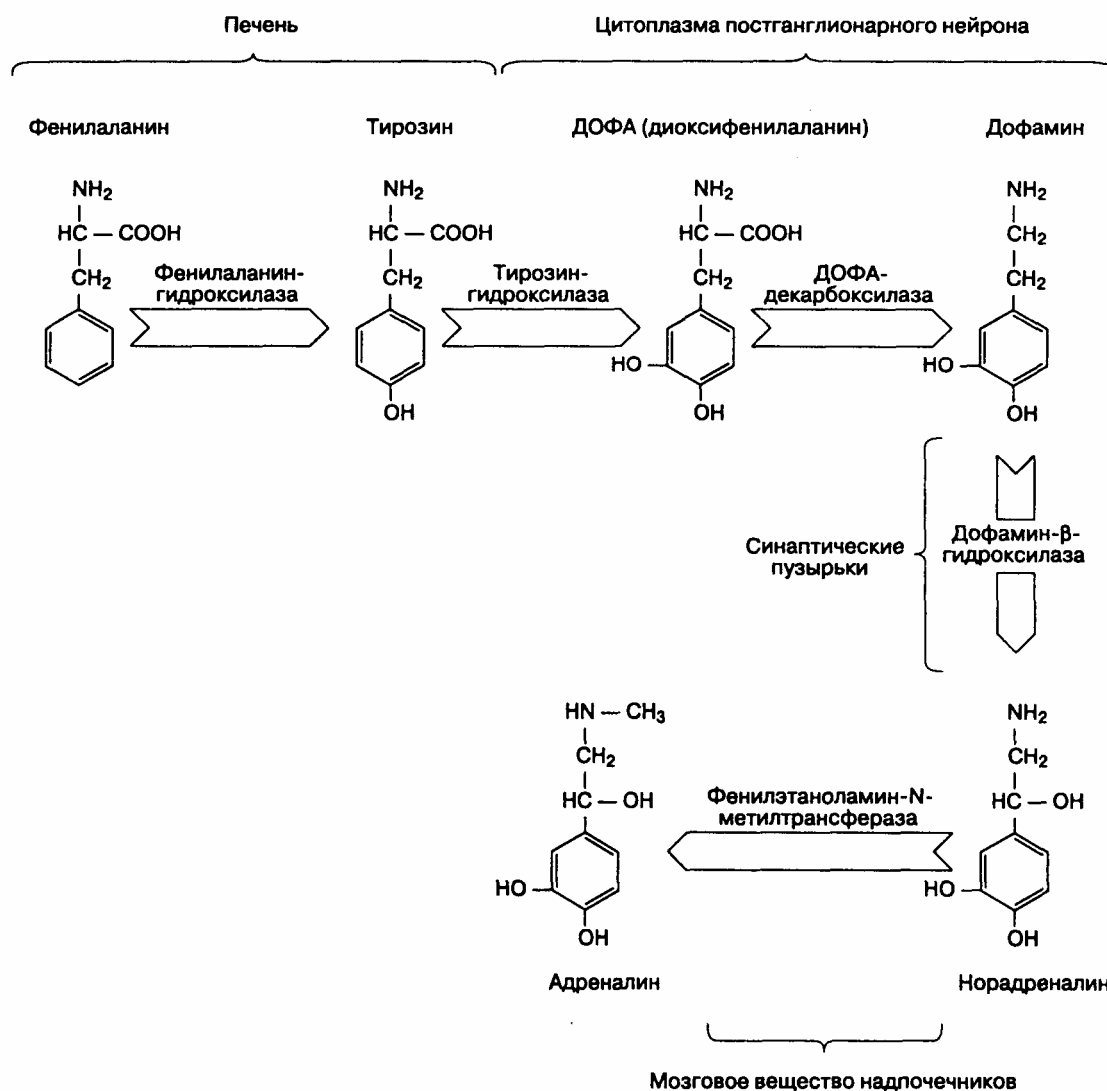 Печень
Цитоплазма постганглионарного нейрона
Фенилаланин
Тирозин
ДОФА (диоксифенилаланин)
Дофамин
NH₂
NH₂
NH₂
NH₂
HC — COOH
HC — COOH
HC — COOH
CH₂
CH₂
CH₂
CH₂
CH₂
Фенилаланин-
гидроксилаза
Тирозин-
гидроксилаза
ДОФА-
декарбоксилаза
HO
HO
OH
OH
OH
Синаптические
пузырьки
Дофамин-β-
гидроксилаза
HN — CH₃
NH₂
CH₂
CH₂
HC — OH
HC — OH
Фенилэтаноламин-N-
метилтрансфераза
HO
HO
OH
OH
Адреналин
Норадреналин
Мозговое вещество надпочечников